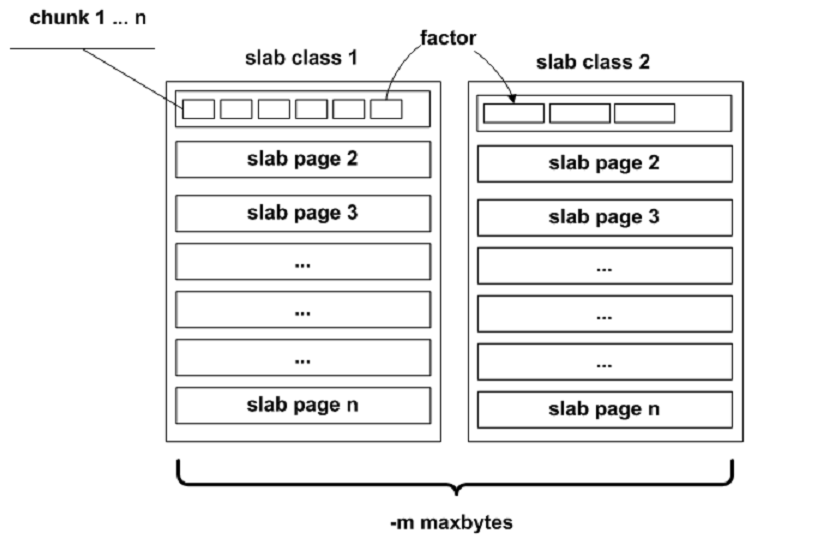 chunk 1 ... n
factor
slab class 1
slab class 2
slab page 2
slab page 3
...
...
...
slab page n
slab page 2
slab page 3
...
...
...
slab page n
-m maxbytes